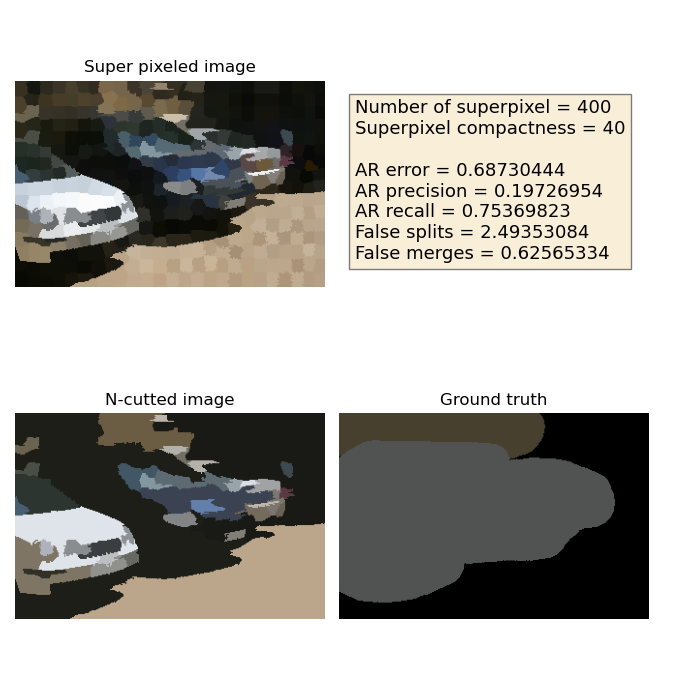 Super pixeled image
Number of superpixel = 400
Superpixel compactness = 40
AR error = 0.68730444
AR precision = 0.19726954
AR recall = 0.75369823
False splits = 2.49353084
False merges = 0.62565334
N-cutted image
Ground truth